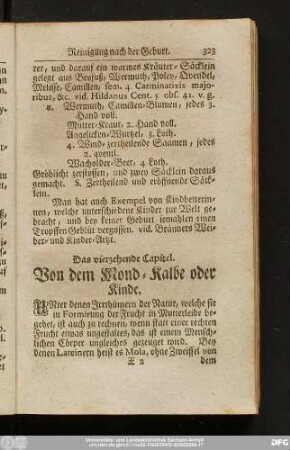 Reinigung nach der Geburt. 323
ret, und darauf ein warmes Kräuter-Säcklein
gelegt aus Beyfuß, Wermuth, Poley, Qvendel,
Melisse, Camillen, sem. 4 Carminativis majo-
ribus, &c. vid. Hildanus Cent. 5 obs. 41. v. g.
℞. Wermuth, Camillen-Blumen, jedes 3.
Hand voll.
Mutter-Kraut, 2. Hand voll.
Angelicken-Wurtzel, 3. Loth.
4. Wind-zertheilende Saamen, jedes
2. qventl.
Wacholder-Beer, 4. Loth.
Gröblicht zerstossen, und zwey Säcklein daraus
gemacht. S. Zertheilend und eröffnende Säck-
lein.
Man hat auch Exempel von Kindbetterin-
nen, welche unterschiedene Kinder zur Welt ge-
bracht, und bey keiner Geburt jemahlen einen
Tropffen Geblüt vergossen. vid. Brunners Wei-
ber- und Kinder-Artzt.
Das vierzehende Capitel.
Von dem Mond-Kalbe oder
Kinde.
UNter denen Irrthümern der Natur, welche sie
in Formirung der Frucht in Mutterleibe be-
gehet, ist auch zu rechnen, wenn statt einer rechten
Frucht etwas ungestaltes, das ist einem Mensch-
lichen Cörper ungleiches gezeuget wird. Bey
denen Lateinern heist es Mola, ohne Zweiffel von
X 2 dem